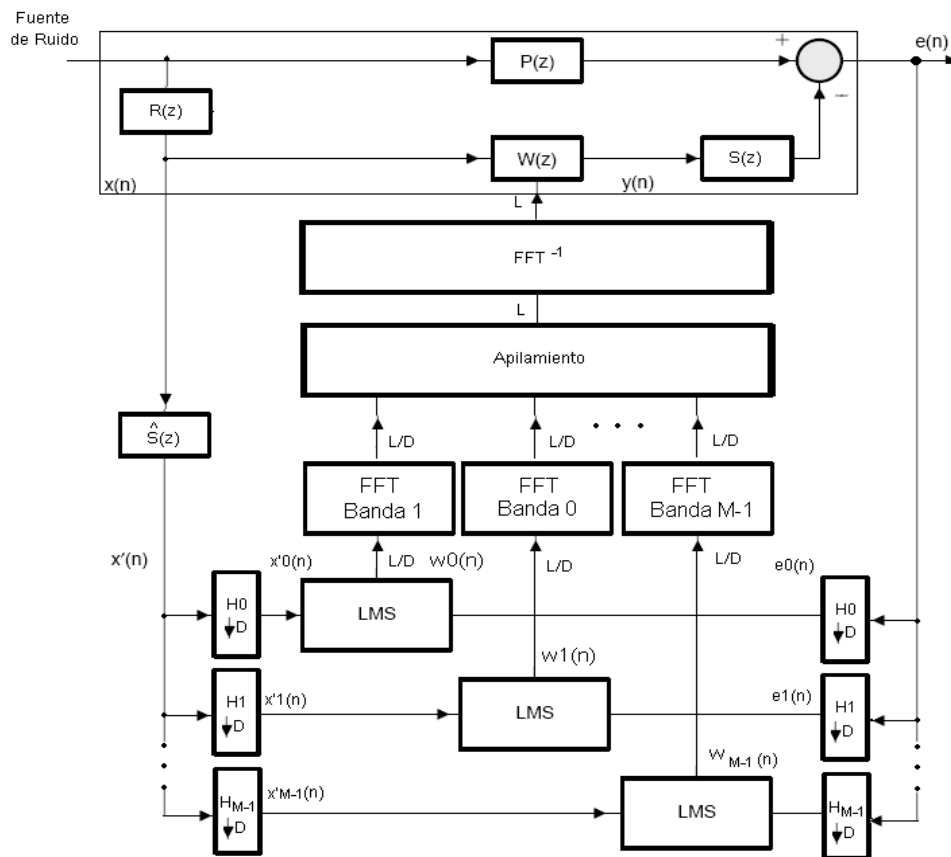 Fuente
de Ruido
e(n)
+
P(z)
−
R(z)
W(z)
S(z)
x(n)
y(n)
L
FFT ⁻¹
L
Apilamiento
^
S(z)
L/D
L/D
L/D
FFT
Banda 1
FFT
Banda 0
FFT
Banda M-1
x'(n)
x'0(n)
L/D
w0(n)
L/D
L/D
e0(n)
H0
↓D
LMS
H0
↓D
w1(n)
H1
↓D
x'1(n)
LMS
e1(n)
H1
↓D
W M-1 (n)
HM-1
↓D
x'M-1(n)
LMS
HM-1
↓D